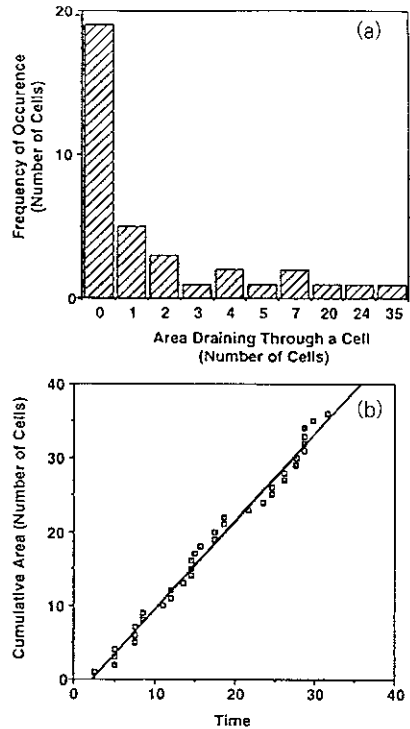 (a)
20
10
0
Frequency of Occurence
(Number of Cells)
0 1 2 3 4 5 7 20 24 35
Area Draining Through a Cell
(Number of Cells)
(b)
40
30
20
10
0
Cumulative Area (Number of Cells)
0 10 20 30 40
Time